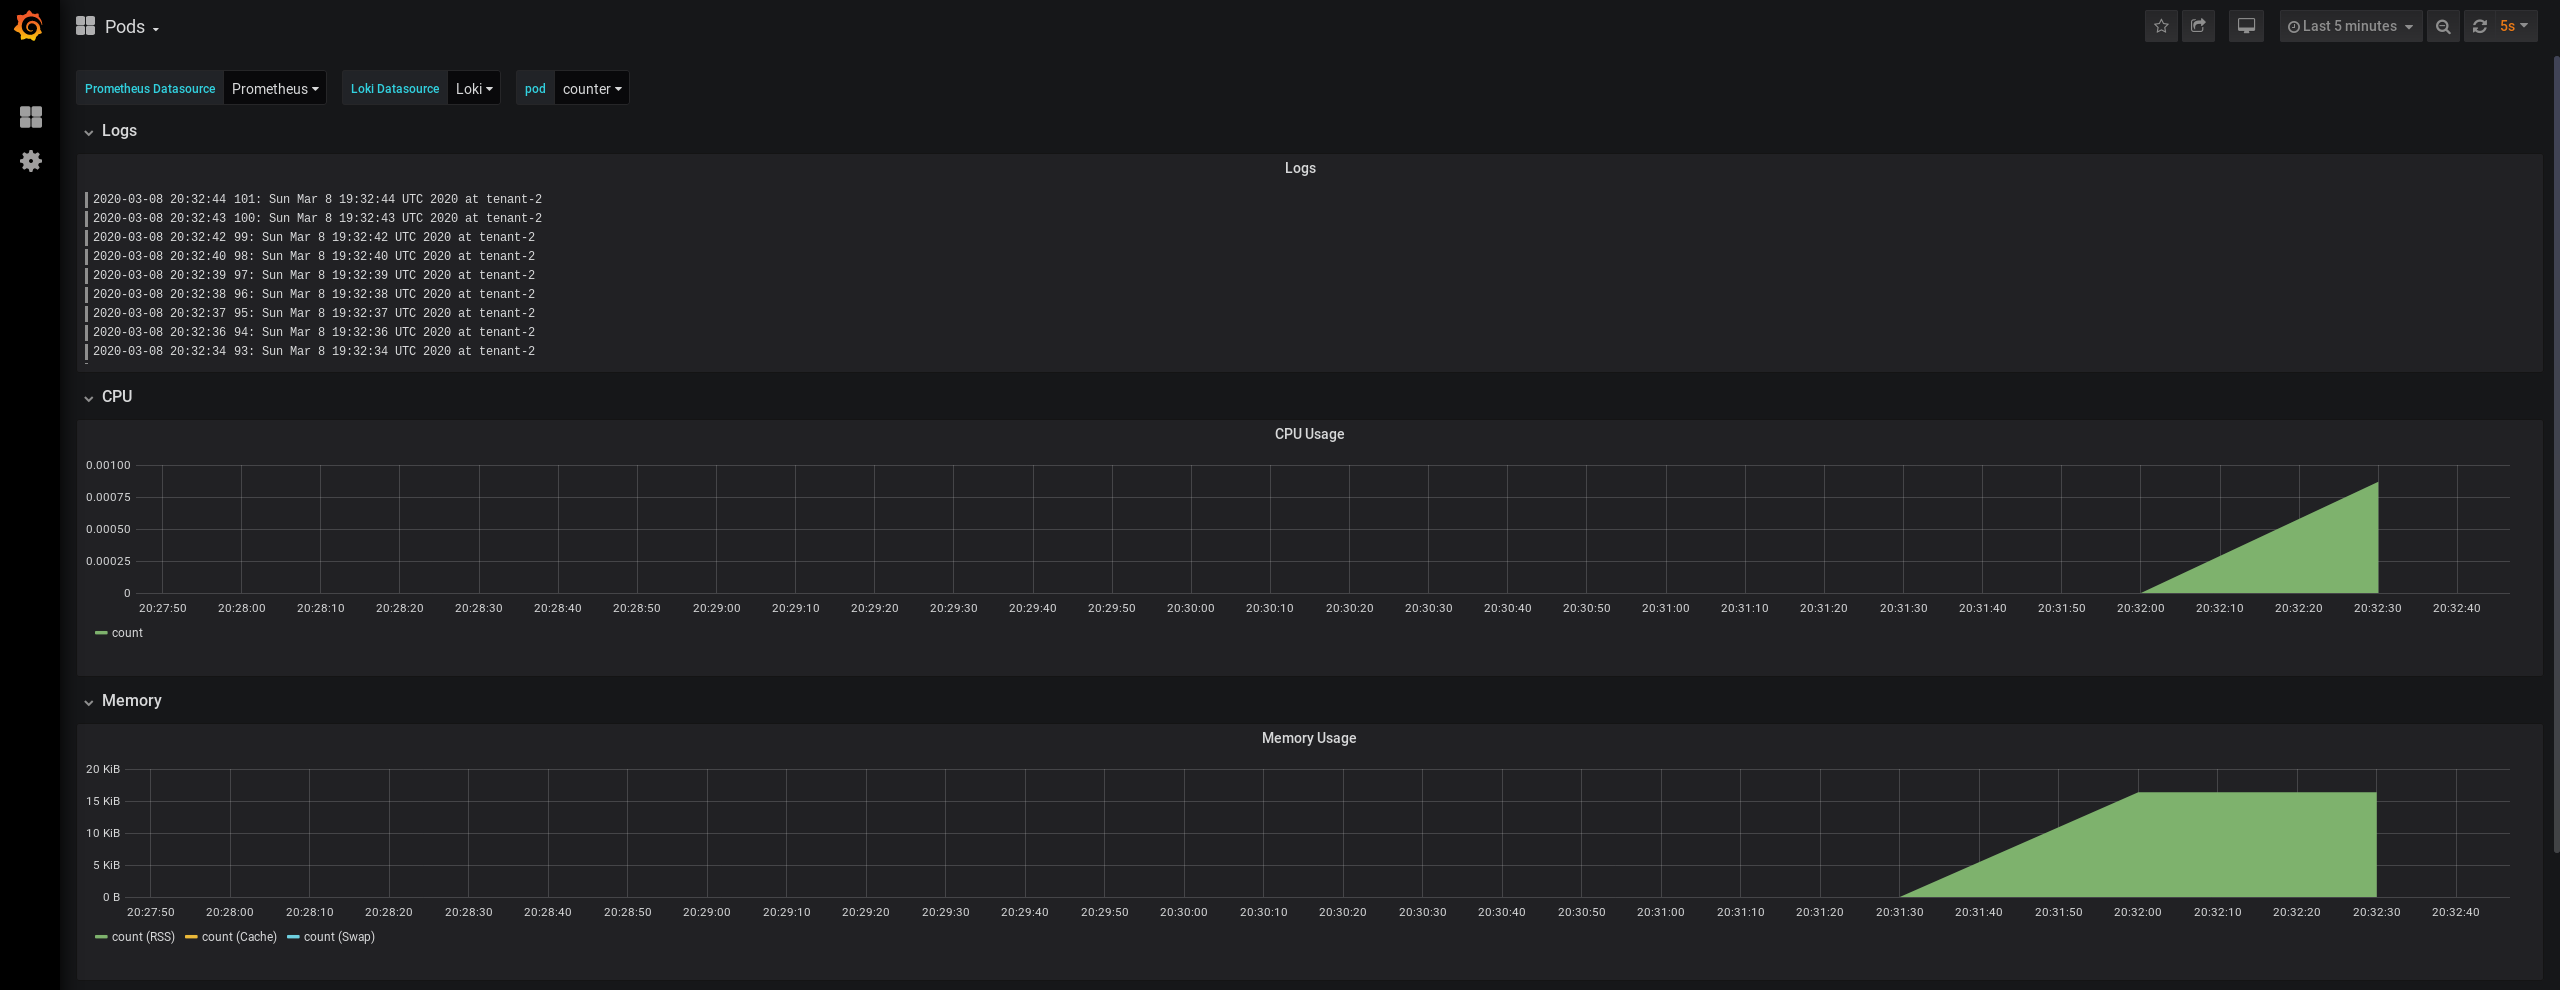 Pods
Last 5 minutes
5s
Prometheus Datasource Prometheus Loki Datasource Loki pod counter
Logs
Logs
2020-03-08 20:32:44 101: Sun Mar 8 19:32:44 UTC 2020 at tenant-2
2020-03-08 20:32:43 100: Sun Mar 8 19:32:43 UTC 2020 at tenant-2
2020-03-08 20:32:42 99: Sun Mar 8 19:32:42 UTC 2020 at tenant-2
2020-03-08 20:32:40 98: Sun Mar 8 19:32:40 UTC 2020 at tenant-2
2020-03-08 20:32:39 97: Sun Mar 8 19:32:39 UTC 2020 at tenant-2
2020-03-08 20:32:38 96: Sun Mar 8 19:32:38 UTC 2020 at tenant-2
2020-03-08 20:32:37 95: Sun Mar 8 19:32:37 UTC 2020 at tenant-2
2020-03-08 20:32:36 94: Sun Mar 8 19:32:36 UTC 2020 at tenant-2
2020-03-08 20:32:34 93: Sun Mar 8 19:32:34 UTC 2020 at tenant-2
CPU
CPU Usage
0.00100
0.00075
0.00050
0.00025
0
20:27:50 20:28:00 20:28:10 20:28:20 20:28:30 20:28:40 20:28:50 20:29:00 20:29:10 20:29:20 20:29:30 20:29:40 20:29:50 20:30:00 20:30:10 20:30:20 20:30:30 20:30:40 20:30:50 20:31:00 20:31:10 20:31:20 20:31:30 20:31:40 20:31:50 20:32:00 20:32:10 20:32:20 20:32:30 20:32:40
count
Memory
Memory Usage
20 KiB
15 KiB
10 KiB
5 KiB
0 B
20:27:50 20:28:00 20:28:10 20:28:20 20:28:30 20:28:40 20:28:50 20:29:00 20:29:10 20:29:20 20:29:30 20:29:40 20:29:50 20:30:00 20:30:10 20:30:20 20:30:30 20:30:40 20:30:50 20:31:00 20:31:10 20:31:20 20:31:30 20:31:40 20:31:50 20:32:00 20:32:10 20:32:20 20:32:30 20:32:40
count (RSS) count (Cache) count (Swap)